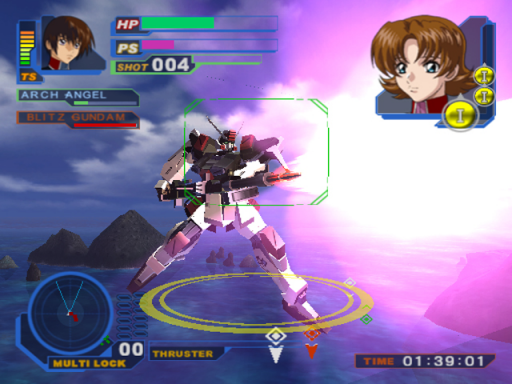 HP
PS
TS
SHOT 004
ARCH ANGEL
BLITZ GUNDAM
I
I
I
00
MULTI LOCK
THRUSTER
TIME 01:39:01